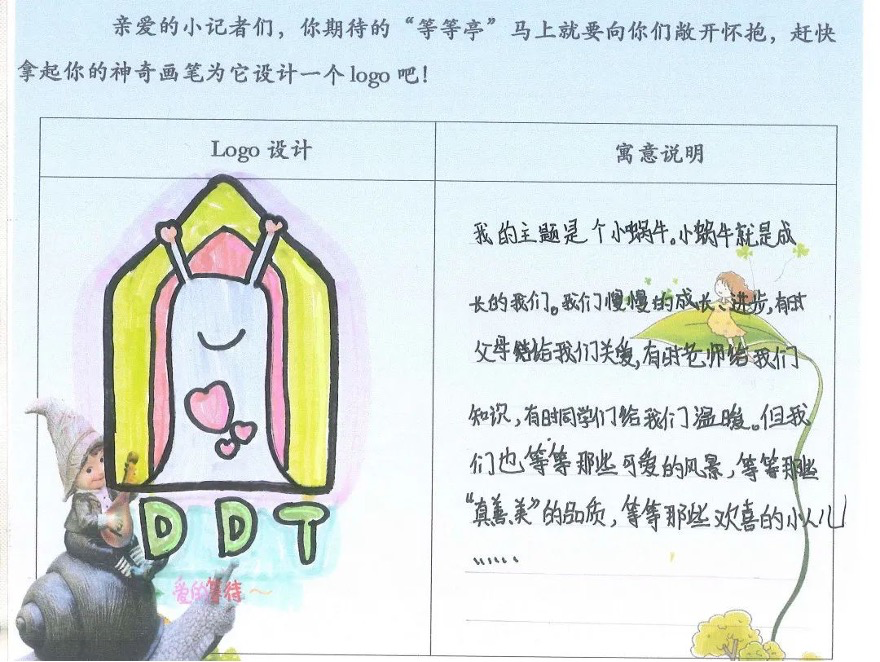 亲爱的小记者们，你期待的“等等亭”马上就要向你们敞开怀抱，赶快
拿起你的神奇画笔为它设计一个 logo 吧！
Logo 设计
寓意说明
我的主题是个小蜗牛。小蜗牛就是成
长的我们。我们慢慢的成长、进步，有时
父母给我们关爱，有时老师给我们
知识，有时同学们给我们温暖。但我
们也等等那些可爱的风景，等等那些
“真善美”的品质，等等那些欢喜的小人儿
......
DDT
爱的等待～